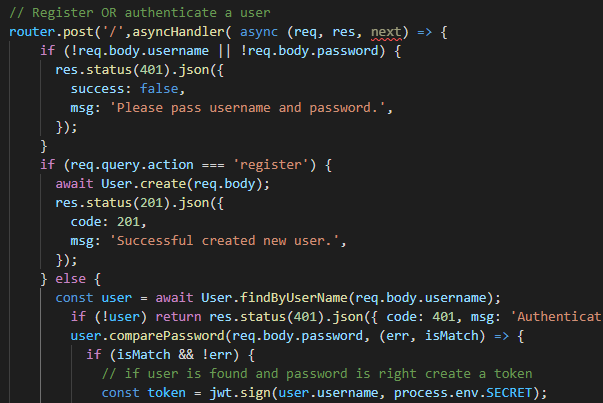 // Register OR authenticate a user
router.post('/',asyncHandler( async (req, res, next) => {
    if (!req.body.username || !req.body.password) {
      res.status(401).json({
        success: false,
        msg: 'Please pass username and password.',
      });
    }
    if (req.query.action === 'register') {
      await User.create(req.body);
      res.status(201).json({
        code: 201,
        msg: 'Successful created new user.',
      });
    } else {
      const user = await User.findByUserName(req.body.username);
        if (!user) return res.status(401).json({ code: 401, msg: 'Authenticat
        user.comparePassword(req.body.password, (err, isMatch) => {
          if (isMatch && !err) {
            // if user is found and password is right create a token
            const token = jwt.sign(user.username, process.env.SECRET);